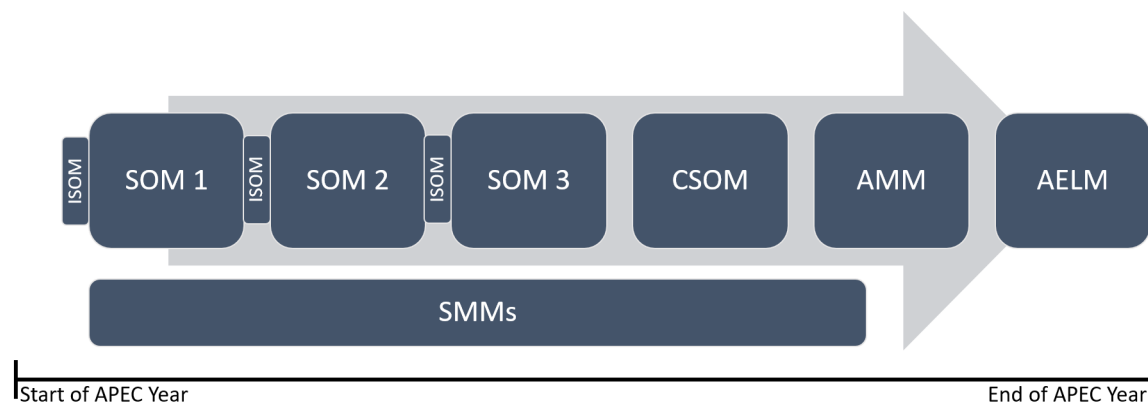 ISOM
SOM 1
ISOM
SOM 2
ISOM
SOM 3
CSOM
AMM
AELM
SMMs
Start of APEC Year
End of APEC Year